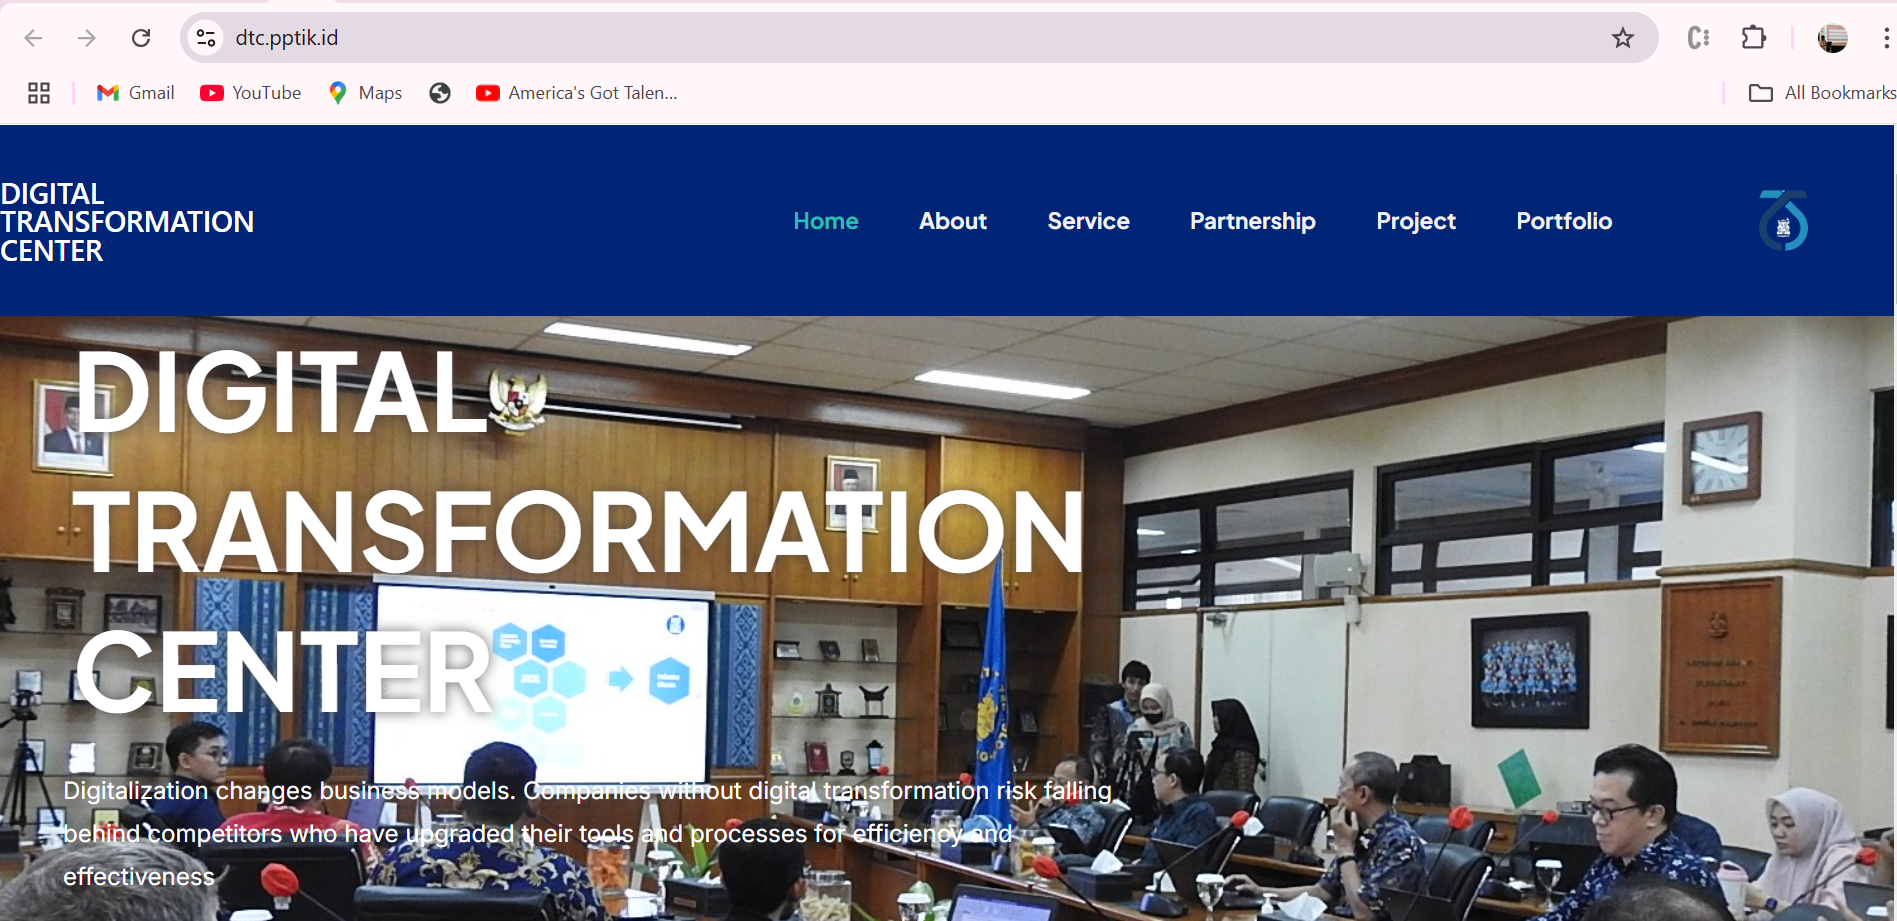 dtc.pptik.id
Gmail
YouTube
Maps
America's Got Talen...
All Bookmarks
DIGITAL
TRANSFORMATION
CENTER
Home
About
Service
Partnership
Project
Portfolio
DIGITAL
TRANSFORMATION
CENTER
Digitalization changes business models. Companies without digital transformation risk falling
behind competitors who have upgraded their tools and processes for efficiency and
effectiveness